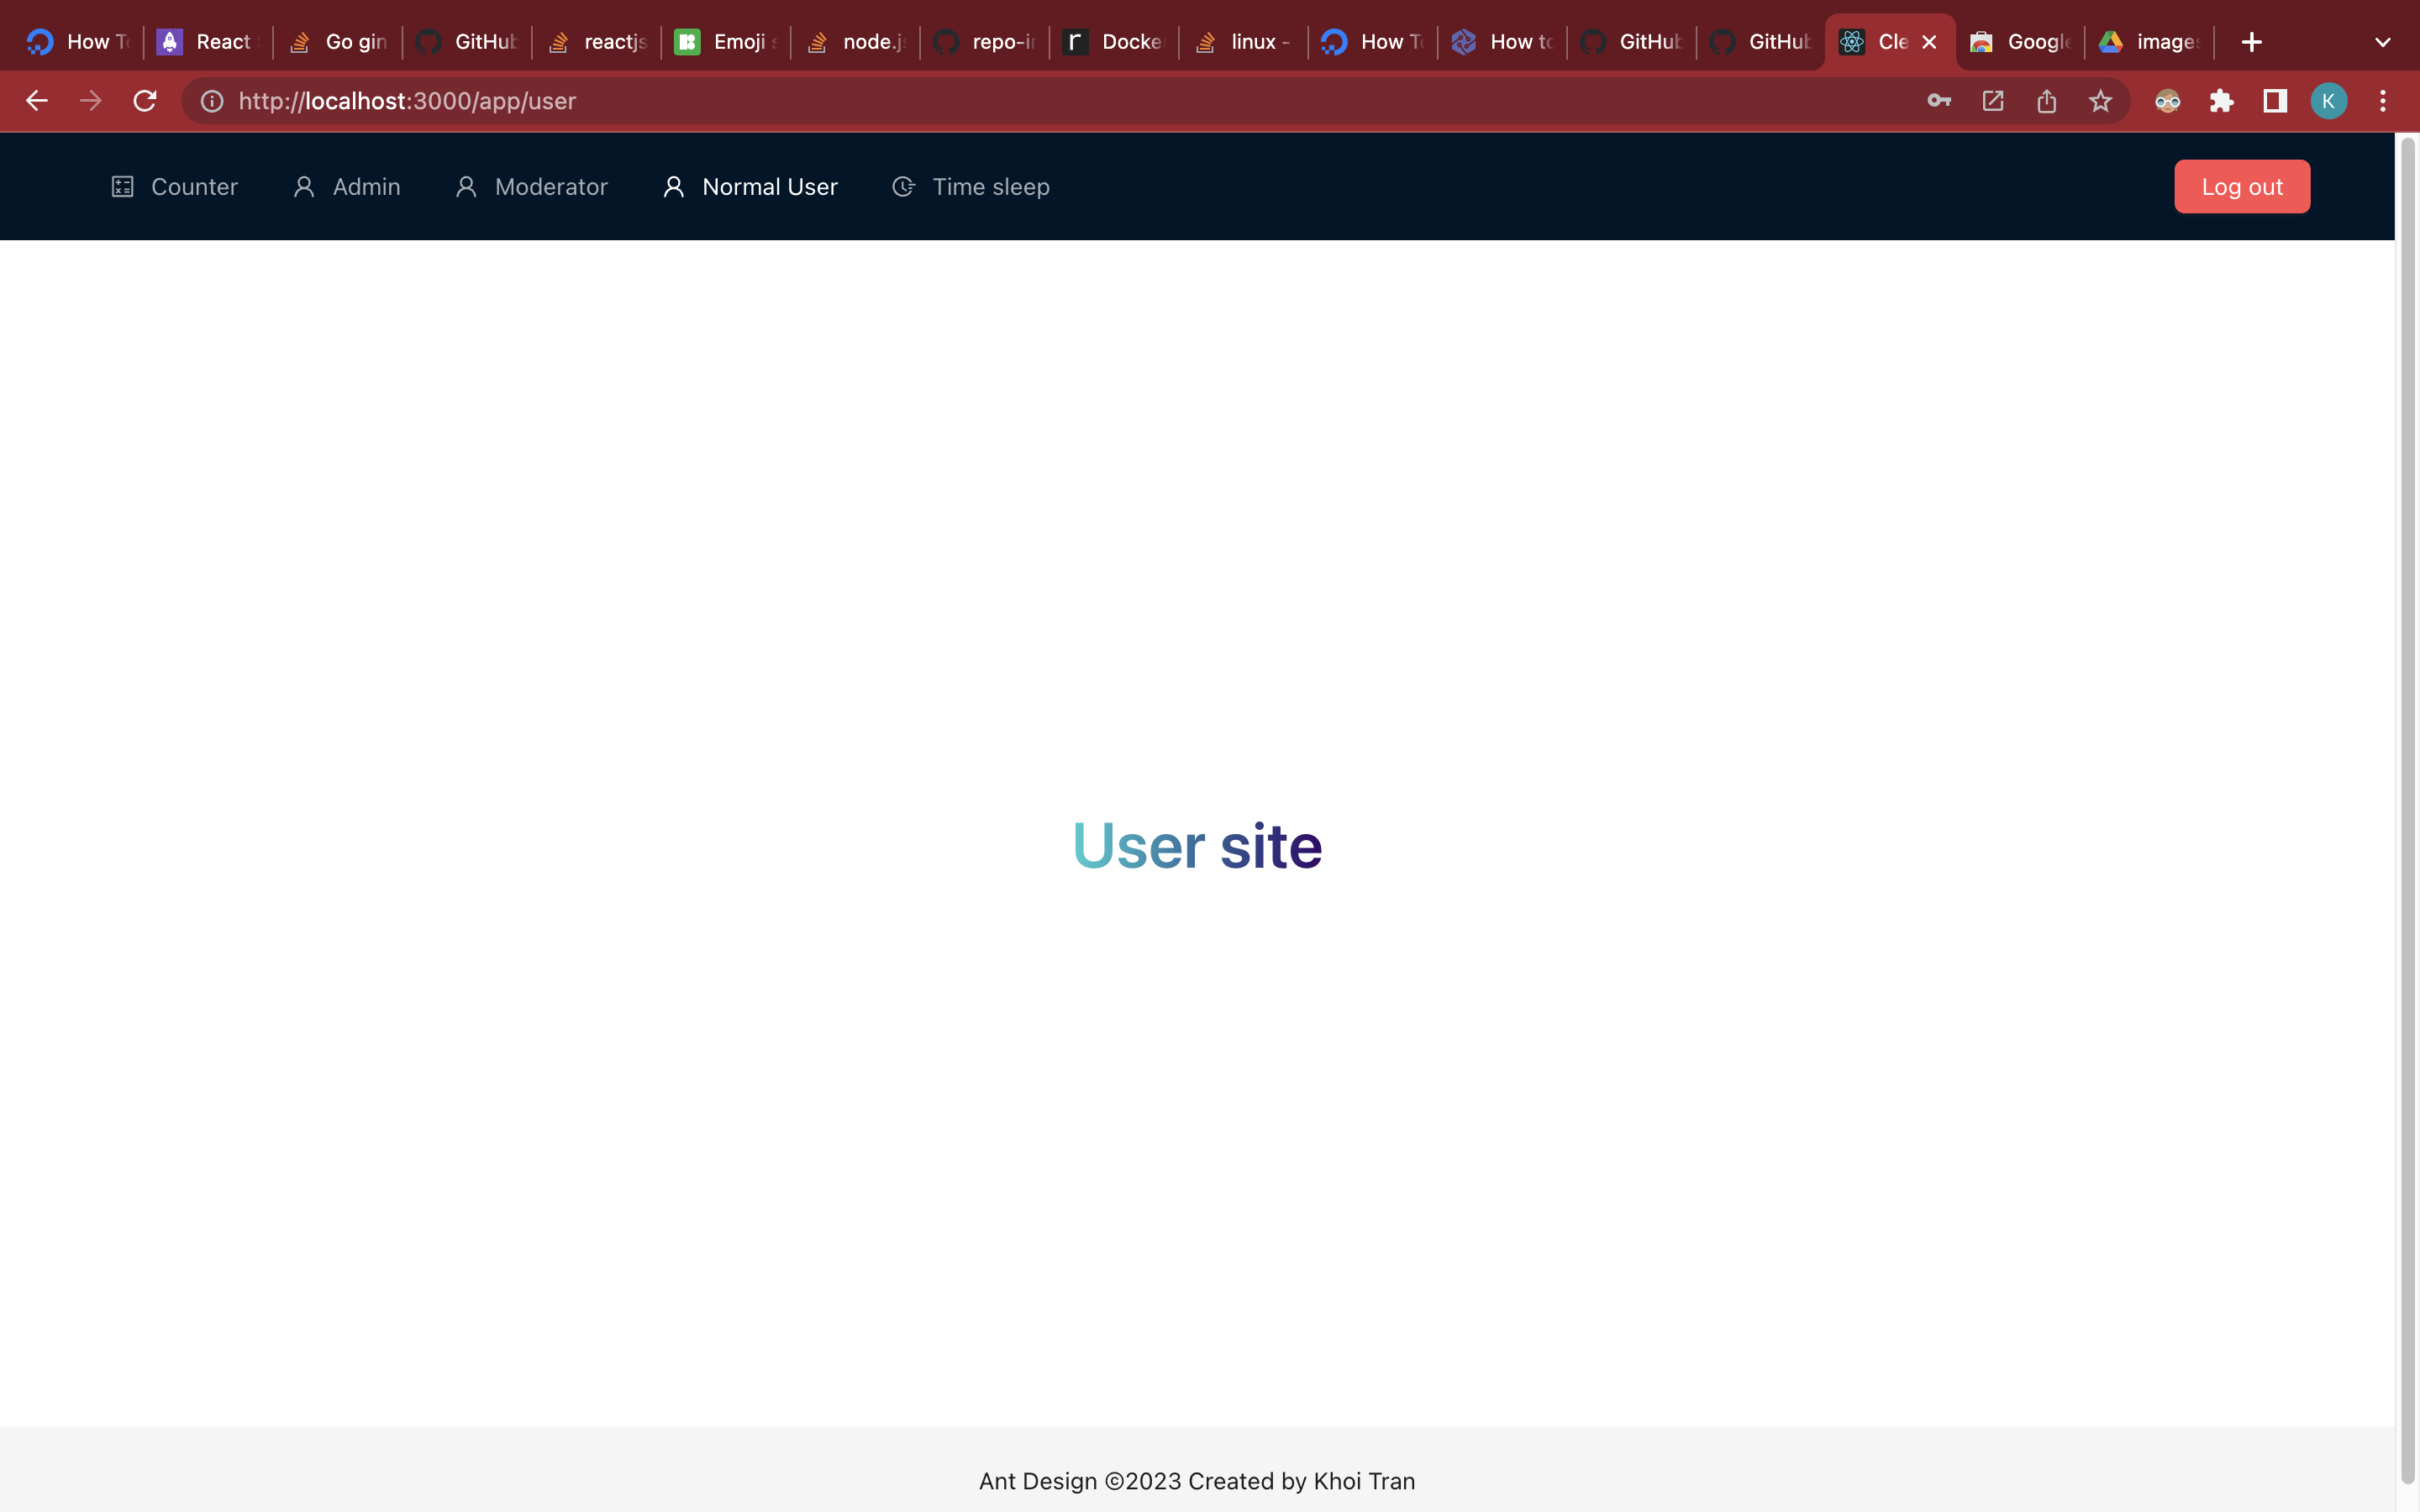 How To React Go gin GitHub reactjs Emoji node.js Docke linux - How To How to GitHub GitHub Cle Google images
http://localhost:3000/app/user K
Counter Admin Moderator Normal User Time sleep Log out
User site
Ant Design ©2023 Created by Khoi Tran